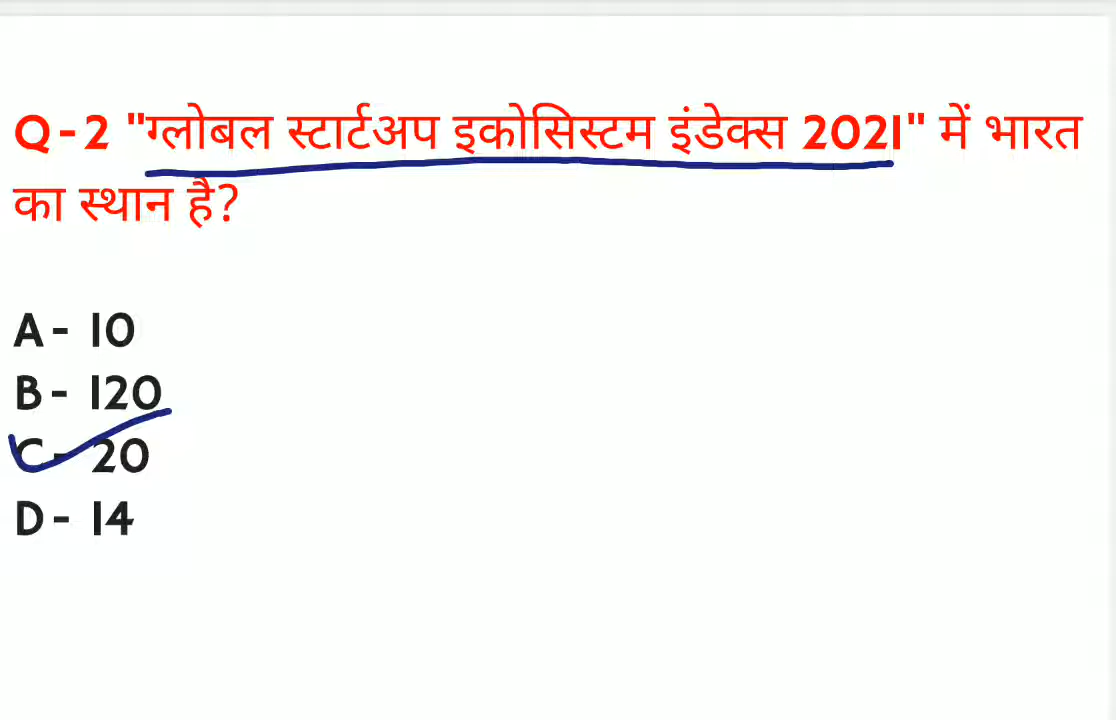 Q-2 "ग्लोबल स्टार्टअप इकोसिस्टम इंडेक्स 2021" में भारत
का स्थान है?
A- 10
B- 120
C- 20
D- 14